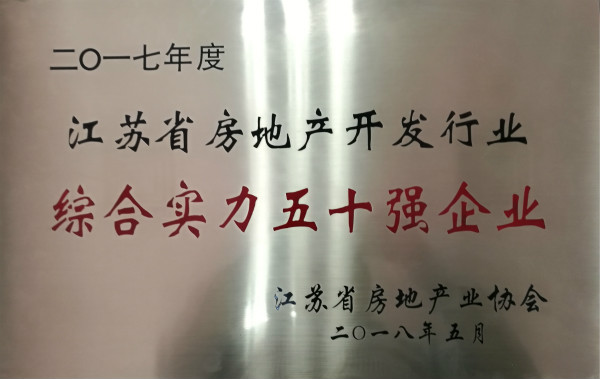 二〇一七年度
江苏省房地产开发行业
综合实力五十强企业
江苏省房地产业协会
二〇一八年五月